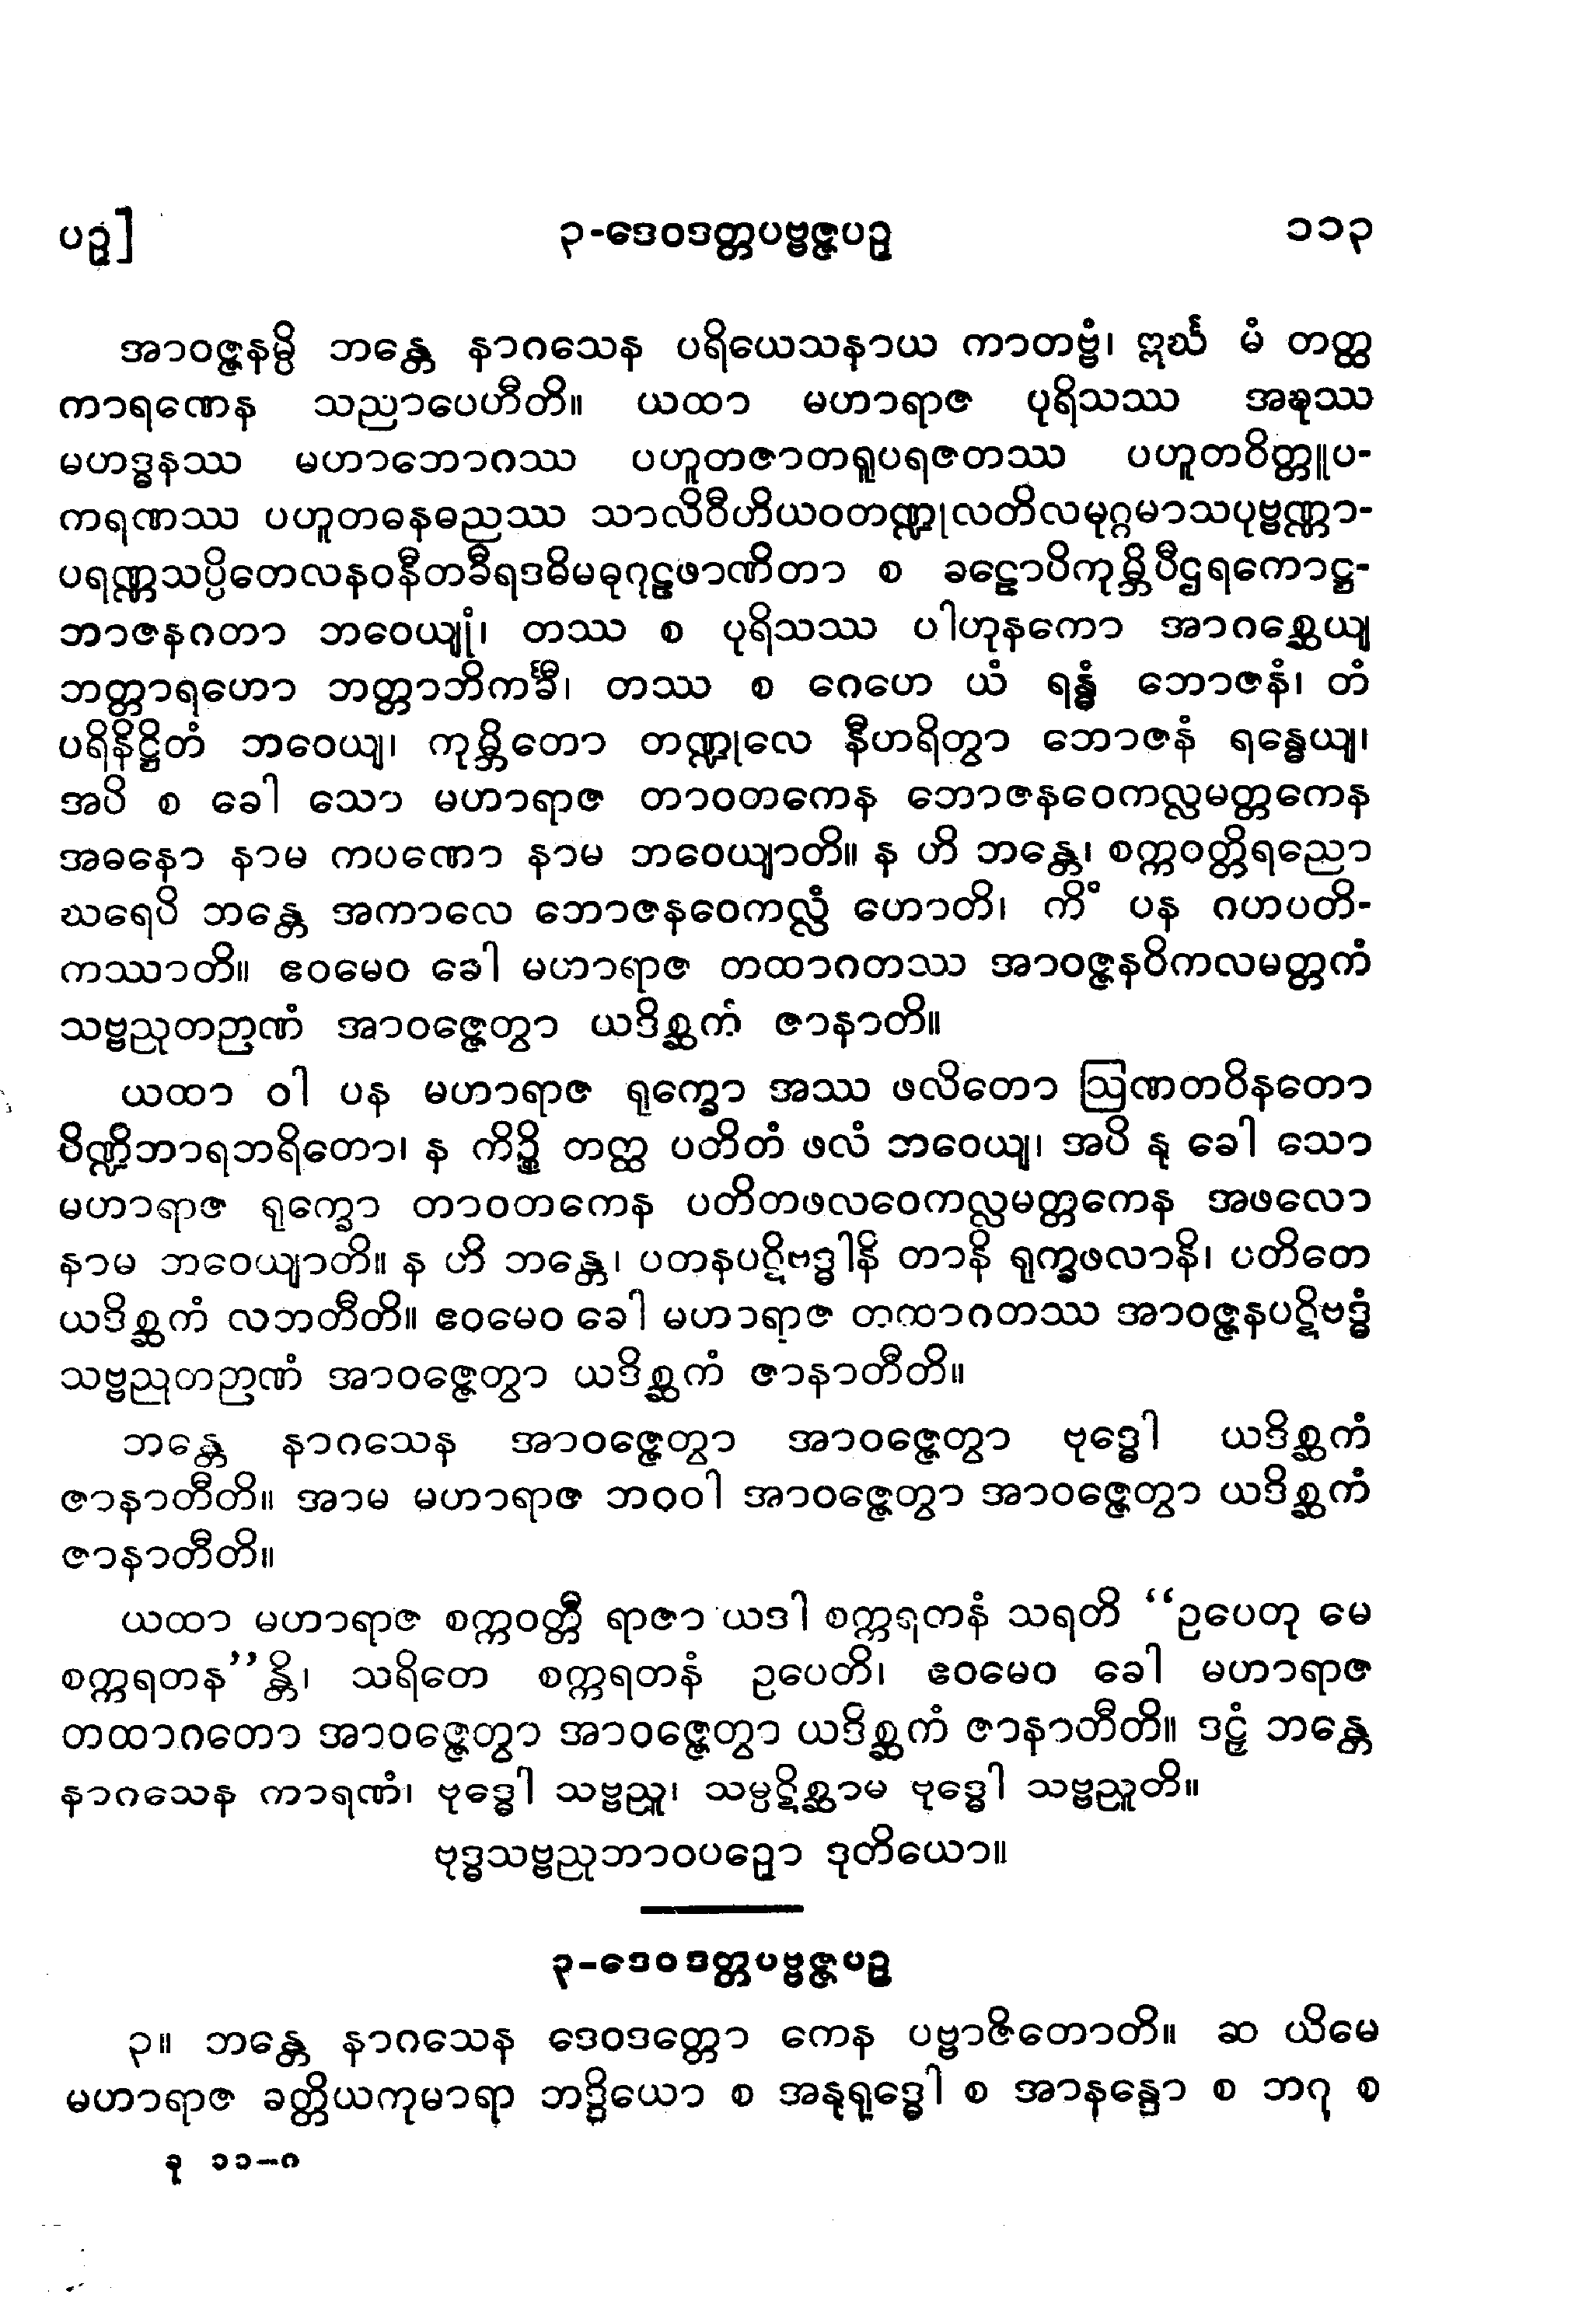 ပဉှ]
၃-ဒေဝဒတ္တပဗ္ဗဇ္ဇပဉှ
၁၁၃
အာဝဇ္ဇနမ္ပိ ဘန္တေ နာဂသေန ပရိယေသနာယ ကာတဗ္ဗံ၊ ဣင်္ဃ မံ တတ္ထ
ကာရဏေန သညာပေဟီတိ။ ယထာ မဟာရာဇ ပုရိသဿ အဍ္ဎဿ
မဟဒ္ဓနဿ မဟာဘောဂဿ ပဟူတဇာတရူပရဇတဿ ပဟူတဝိတ္တူပ-
ကရဏဿ ပဟူတဓနဓညဿ သာလိဝီဟိယဝတဏ္ဍုလတိလမုဂ္ဂမာသပုဗ္ဗဏ္ဏာ-
ပရဏ္ဏသပ္ပိတေလနဝနီတခီရဒဓိမဓုဂုဠဖာဏိတာ စ ခဠောပိကုမ္ဘိပီဌရကောဋ္ဌ-
ဘာဇနဂတာ ဘဝေယျုံ၊ တဿ စ ပုရိသဿ ပါဟုနကော အာဂစ္ဆေယျ
ဘတ္တာရဟော ဘတ္တာဘိကင်္ခီ၊ တဿ စ ဂေဟေ ယံ ရန္ဓံ ဘောဇနံ၊ တံ
ပရိနိဋ္ဌိတံ ဘဝေယျ၊ ကုမ္ဘိတော တဏ္ဍုလေ နီဟရိတွာ ဘောဇနံ ရန္ဓေယျ၊
အပိ စ ခေါ သော မဟာရာဇ တာဝတကေန ဘောဇနဝေကလ္လမတ္တကေန
အဓနော နာမ ကပဏော နာမ ဘဝေယျာတိ။ န ဟိ ဘန္တေ၊ စက္ကဝတ္တိရညော
ဃရေပိ ဘန္တေ အကာလေ ဘောဇနဝေကလ္လံ ဟောတိ၊ ကိံ ပန ဂဟပတိ-
ကဿာတိ။ ဧဝမေဝ ခေါ မဟာရာဇ တထာဂတဿ အာဝဇ္ဇနဝိကလမတ္တကံ
သဗ္ဗညုတဉာဏံ အာဝဇ္ဇေတွာ ယဒိစ္ဆကံ ဇာနာတိ။
ယထာ ဝါ ပန မဟာရာဇ ရုက္ခော အဿ ဖလိတော ဩဏတဝိနတော
ပိဏ္ဍိဘာရဘရိတော၊ န ကိဉ္စိ တတ္ထ ပတိတံ ဖလံ ဘဝေယျ၊ အပိ နု ခေါ သော
မဟာရာဇ ရုက္ခော တာဝတကေန ပတိတဖလဝေကလ္လမတ္တကေန အဖလော
နာမ ဘဝေယျာတိ။ န ဟိ ဘန္တေ၊ ပတနပဋိဗဒ္ဓါနိ တာနိ ရုက္ခဖလာနိ၊ ပတိတေ
ယဒိစ္ဆကံ လဘတီတိ။ ဧဝမေဝ ခေါ မဟာရာဇ တထာဂတဿ အာဝဇ္ဇနပဋိဗဒ္ဓံ
သဗ္ဗညုတဉာဏံ အာဝဇ္ဇေတွာ ယဒိစ္ဆကံ ဇာနာတီတိ။
ဘန္တေ နာဂသေန အာဝဇ္ဇေတွာ အာဝဇ္ဇေတွာ ဗုဒ္ဓေါ ယဒိစ္ဆကံ
ဇာနာတီတိ။ အာမ မဟာရာဇ ဘဂဝါ အာဝဇ္ဇေတွာ အာဝဇ္ဇေတွာ ယဒိစ္ဆကံ
ဇာနာတီတိ။
ယထာ မဟာရာဇ စက္ကဝတ္တီ ရာဇာ ယဒါ စက္ကရတနံ သရတိ “ဥပေတု မေ
စက္ကရတန”န္တိ၊ သရိတေ စက္ကရတနံ ဥပေတိ၊ ဧဝမေဝ ခေါ မဟာရာဇ
တထာဂတော အာဝဇ္ဇေတွာ အာဝဇ္ဇေတွာ ယဒိစ္ဆကံ ဇာနာတီတိ။ ဒဠှံ ဘန္တေ
နာဂသေန ကာရဏံ၊ ဗုဒ္ဓေါ သဗ္ဗညူ၊ သမ္ပဋိစ္ဆာမ ဗုဒ္ဓေါ သဗ္ဗညူတိ။
ဗုဒ္ဓသဗ္ဗညုဘာဝပဉှော ဒုတိယော။
၃-ဒေဝဒတ္တပဗ္ဗဇ္ဇပဉှ
၃။ ဘန္တေ နာဂသေန ဒေဝဒတ္တော ကေန ပဗ္ဗာဇိတောတိ။ ဆ ယိမေ
မဟာရာဇ ခတ္တိယကုမာရာ ဘဒ္ဒိယော စ အနုရုဒ္ဓေါ စ အာနန္ဒော စ ဘဂု စ
ခု ၁၁-ဂ